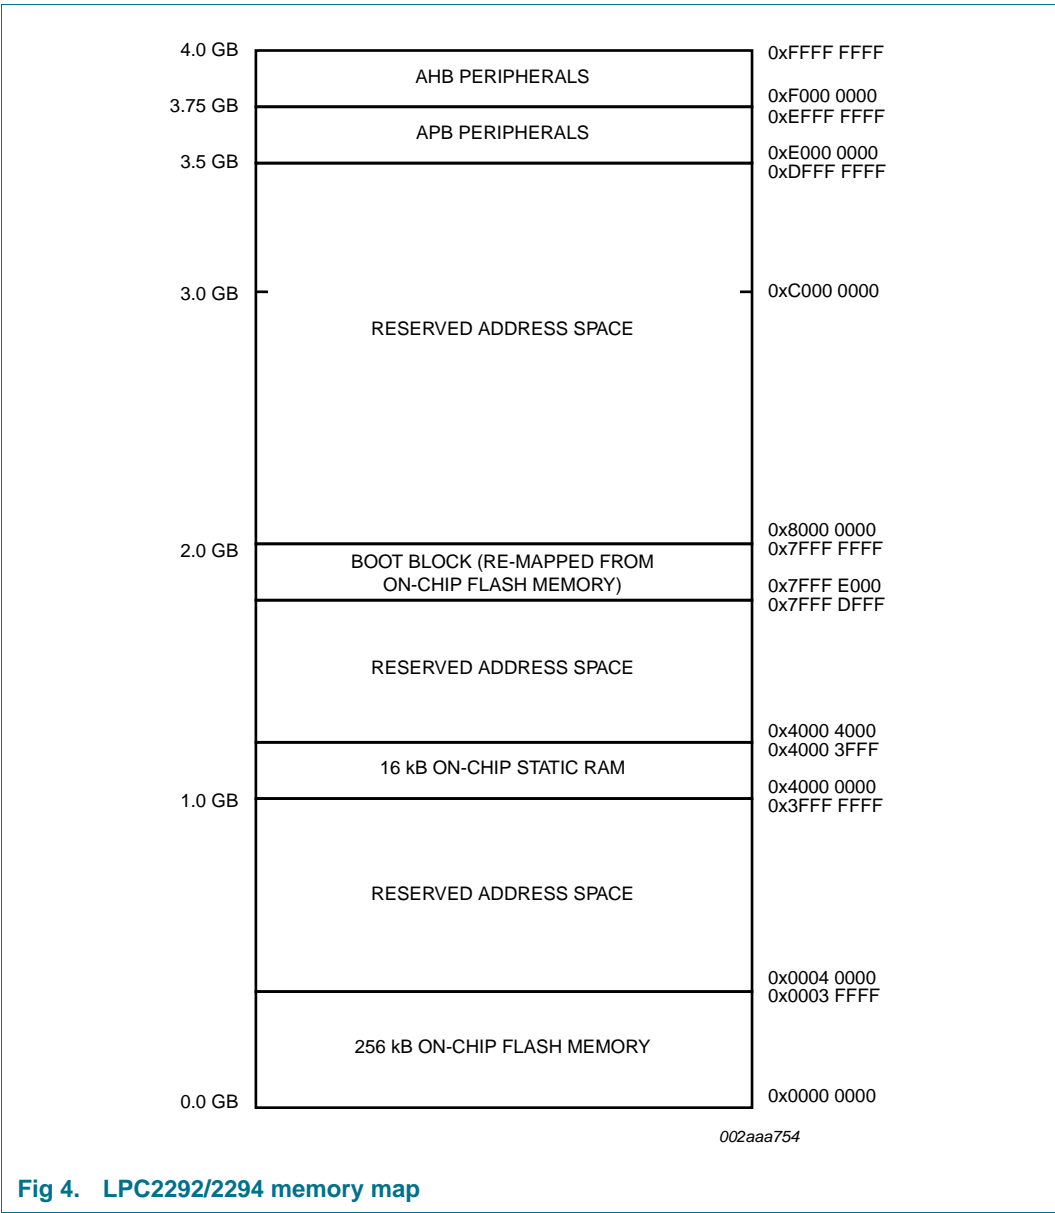 4.0 GB
0xFFFF FFFF
AHB PERIPHERALS
0xF000 0000
3.75 GB
0xEFFF FFFF
APB PERIPHERALS
0xE000 0000
3.5 GB
0xDFFF FFFF
3.0 GB
0xC000 0000
RESERVED ADDRESS SPACE
0x8000 0000
2.0 GB
0x7FFF FFFF
BOOT BLOCK (RE-MAPPED FROM
ON-CHIP FLASH MEMORY)
0x7FFF E000
0x7FFF DFFF
RESERVED ADDRESS SPACE
0x4000 4000
0x4000 3FFF
16 kB ON-CHIP STATIC RAM
0x4000 0000
1.0 GB
0x3FFF FFFF
RESERVED ADDRESS SPACE
0x0004 0000
0x0003 FFFF
256 kB ON-CHIP FLASH MEMORY
0.0 GB
0x0000 0000
002aaa754
Fig 4. LPC2292/2294 memory map